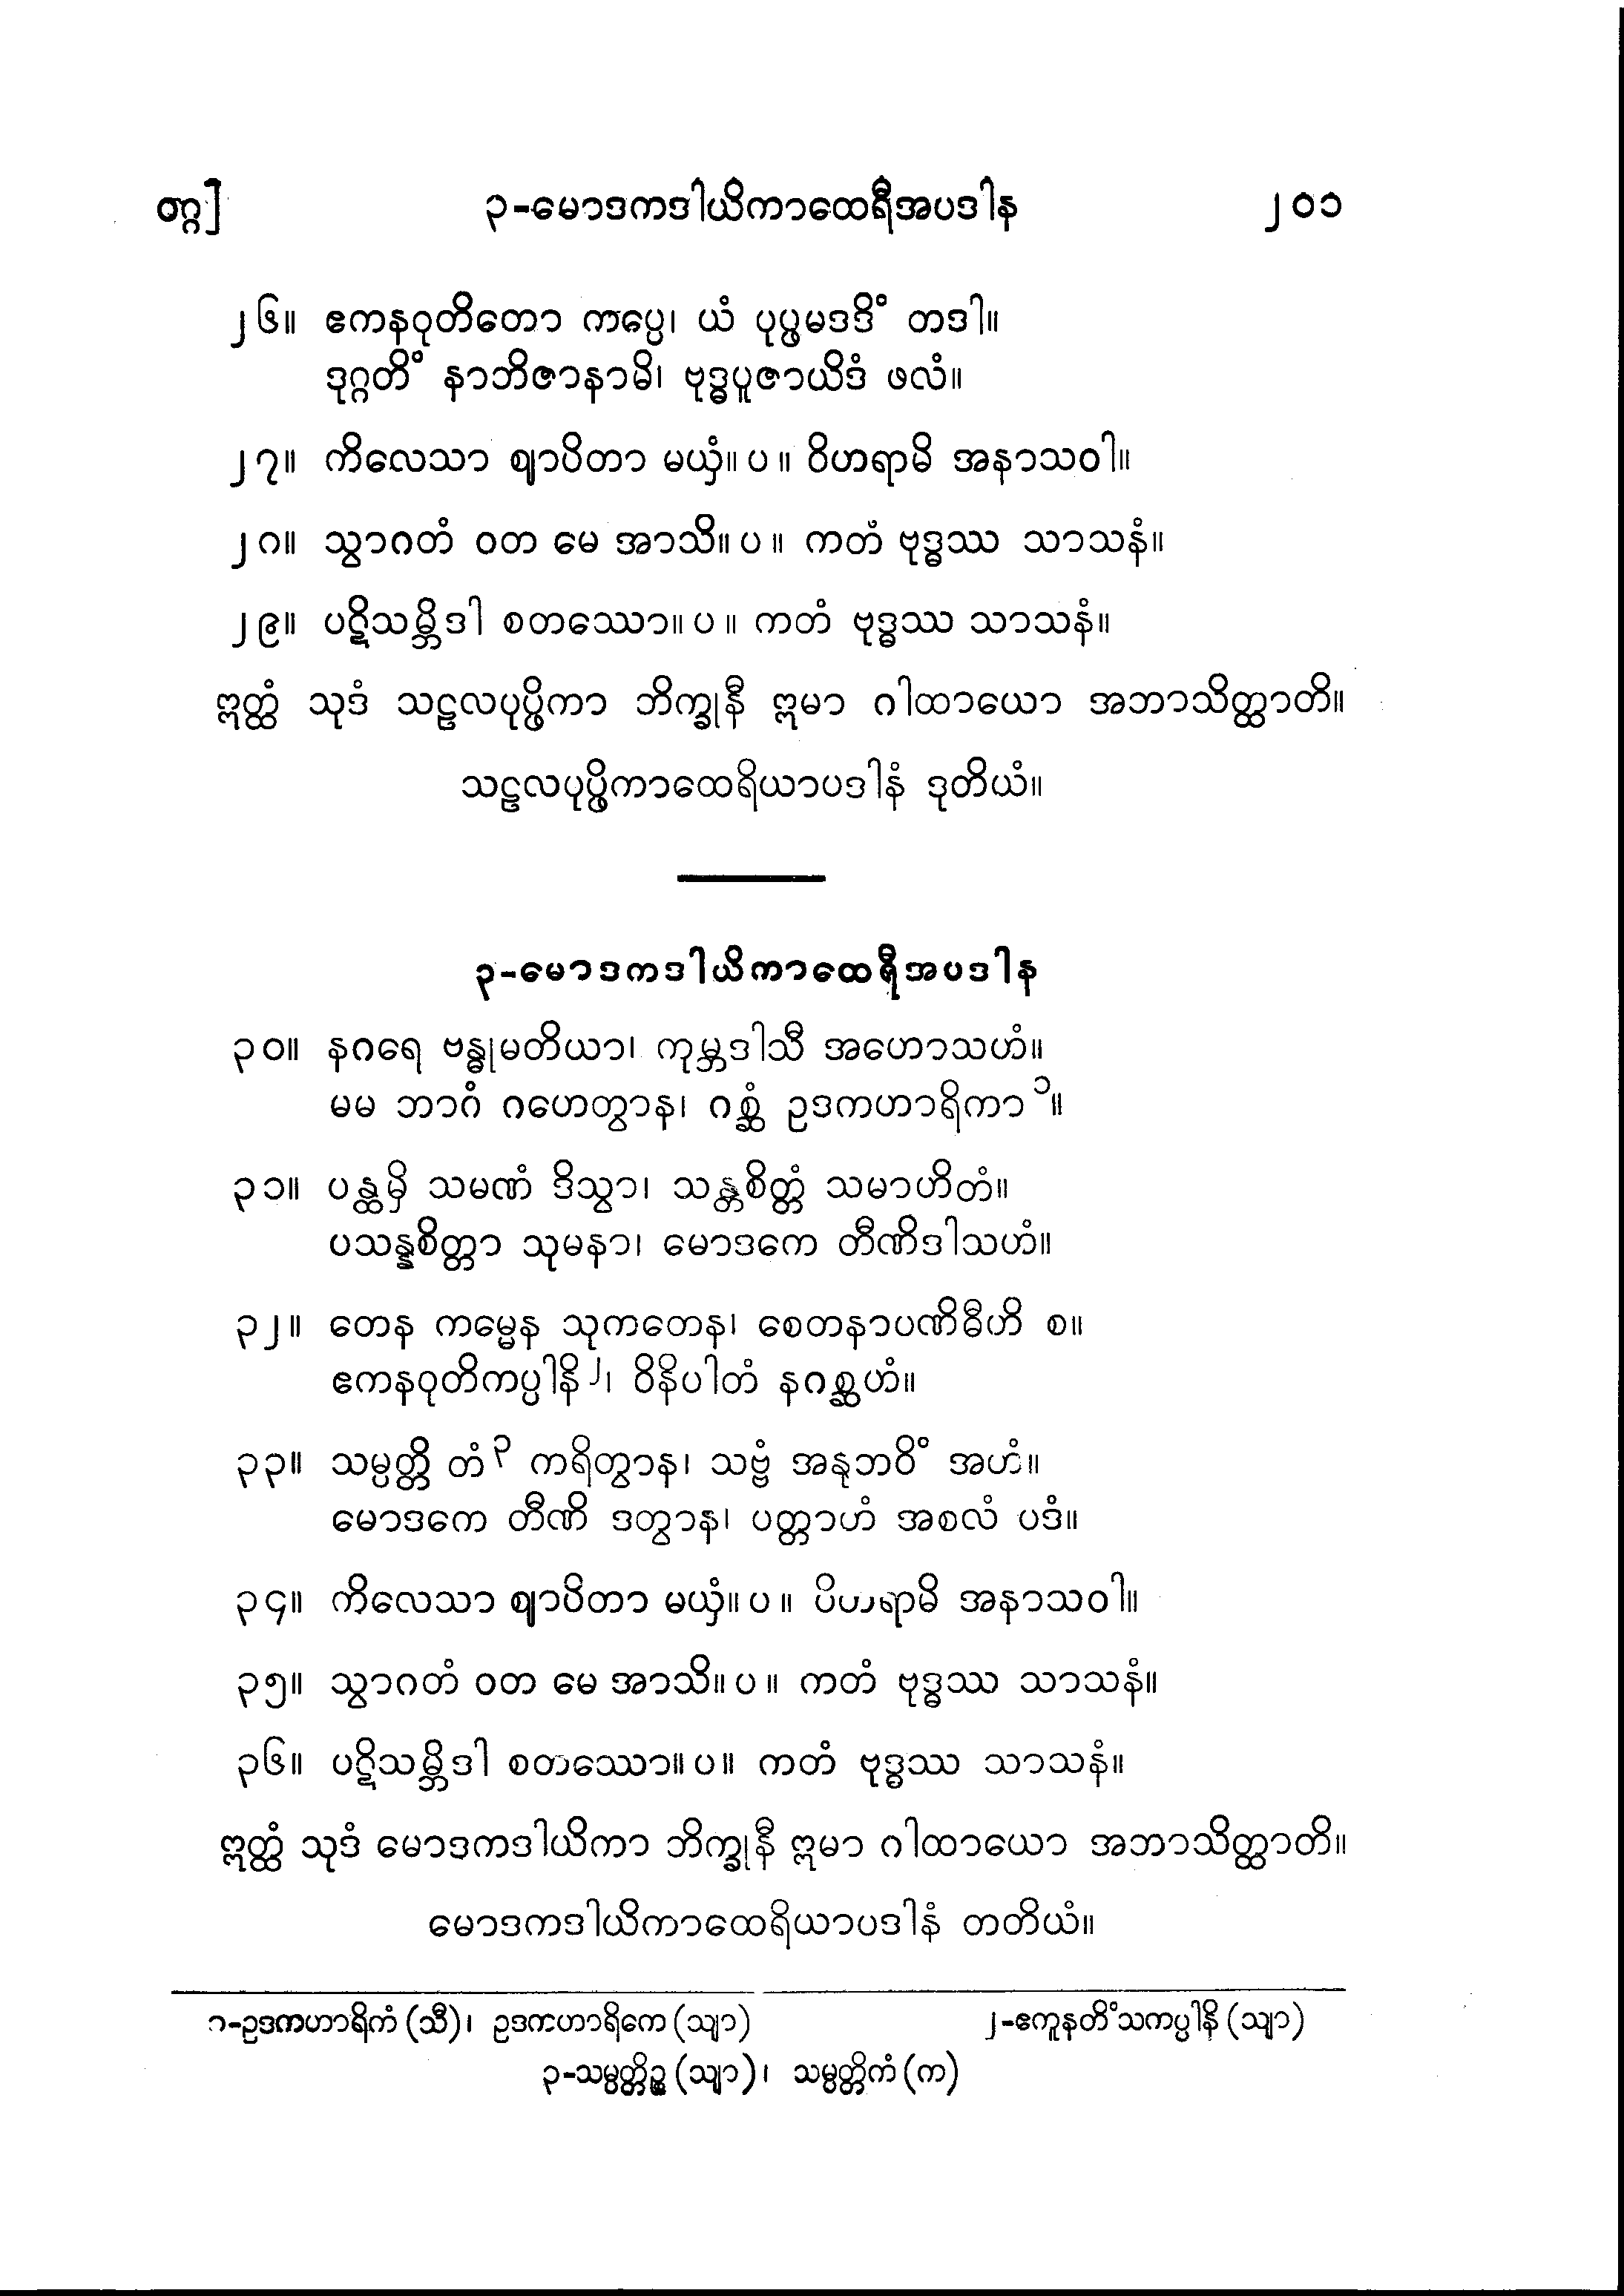 ဝဂ္ဂ] ၃-မောဒကဒါယိကာထေရီအပဒါန ၂၀၁
၂၆။ ဧကနဝုတိတော ကပ္ပေ၊ ယံ ပုပ္ဖမဒဒိံ တဒါ။
ဒုဂ္ဂတိံ နာဘိဇာနာမိ၊ ဗုဒ္ဓပူဇာယိဒံ ဖလံ။
၂၇။ ကိလေသာ ဈာပိတာ မယှံ။ ပ ။ ဝိဟရာမိ အနာသဝါ။
၂၈။ သွာဂတံ ဝတ မေ အာသိ။ ပ ။ ကတံ ဗုဒ္ဓဿ သာသနံ။
၂၉။ ပဋိသမ္ဘိဒါ စတဿော။ ပ ။ ကတံ ဗုဒ္ဓဿ သာသနံ။
ဣတ္ထံ သုဒံ သဠလပုပ္ဖိကာ ဘိက္ခုနီ ဣမာ ဂါထာယော အဘာသိတ္ထာတိ။
သဠလပုပ္ဖိကာထေရိယာပဒါနံ ဒုတိယံ။
၃-မောဒကဒါယိကာထေရီအပဒါန
၃၀။ နဂရေ ဗန္ဓုမတိယာ၊ ကုမ္ဘဒါသီ အဟောသဟံ။
မမ ဘာဂံ ဂဟေတွာန၊ ဂစ္ဆံ ဥဒကဟာရိကာ ၁။
၃၁။ ပန္ထမှိ သမဏံ ဒိသွာ၊ သန္တစိတ္တံ သမာဟိတံ။
ပသန္နစိတ္တာ သုမနာ၊ မောဒကေ တီဏိဒါသဟံ။
၃၂။ တေန ကမ္မေန သုကတေန၊ စေတနာပဏိဓီဟိ စ။
ဧကနဝုတိကပ္ပါနိ ၂၊ ဝိနိပါတံ နဂစ္ဆဟံ။
၃၃။ သမ္ပတ္တိ တံ ၃ ကရိတွာန၊ သဗ္ဗံ အနုဘဝိံ အဟံ။
မောဒကေ တီဏိ ဒတွာန၊ ပတ္တာဟံ အစလံ ပဒံ။
၃၄။ ကိလေသာ ဈာပိတာ မယှံ။ ပ ။ ဝိဟရာမိ အနာသဝါ။
၃၅။ သွာဂတံ ဝတ မေ အာသိ။ ပ ။ ကတံ ဗုဒ္ဓဿ သာသနံ။
၃၆။ ပဋိသမ္ဘိဒါ စတဿော။ ပ။ ကတံ ဗုဒ္ဓဿ သာသနံ။
ဣတ္ထံ သုဒံ မောဒကဒါယိကာ ဘိက္ခုနီ ဣမာ ဂါထာယော အဘာသိတ္ထာတိ။
မောဒကဒါယိကာထေရိယာပဒါနံ တတိယံ။
၁-ဥဒကဟာရိကံ (သီ)၊ ဥဒကဟာရိကေ (သျာ) ၂-ဧကူနတိံသကပ္ပါနိ (သျာ)
၃-သမ္ပတ္တိဉ္စ (သျာ)၊ သမ္ပတ္တိကံ (က)